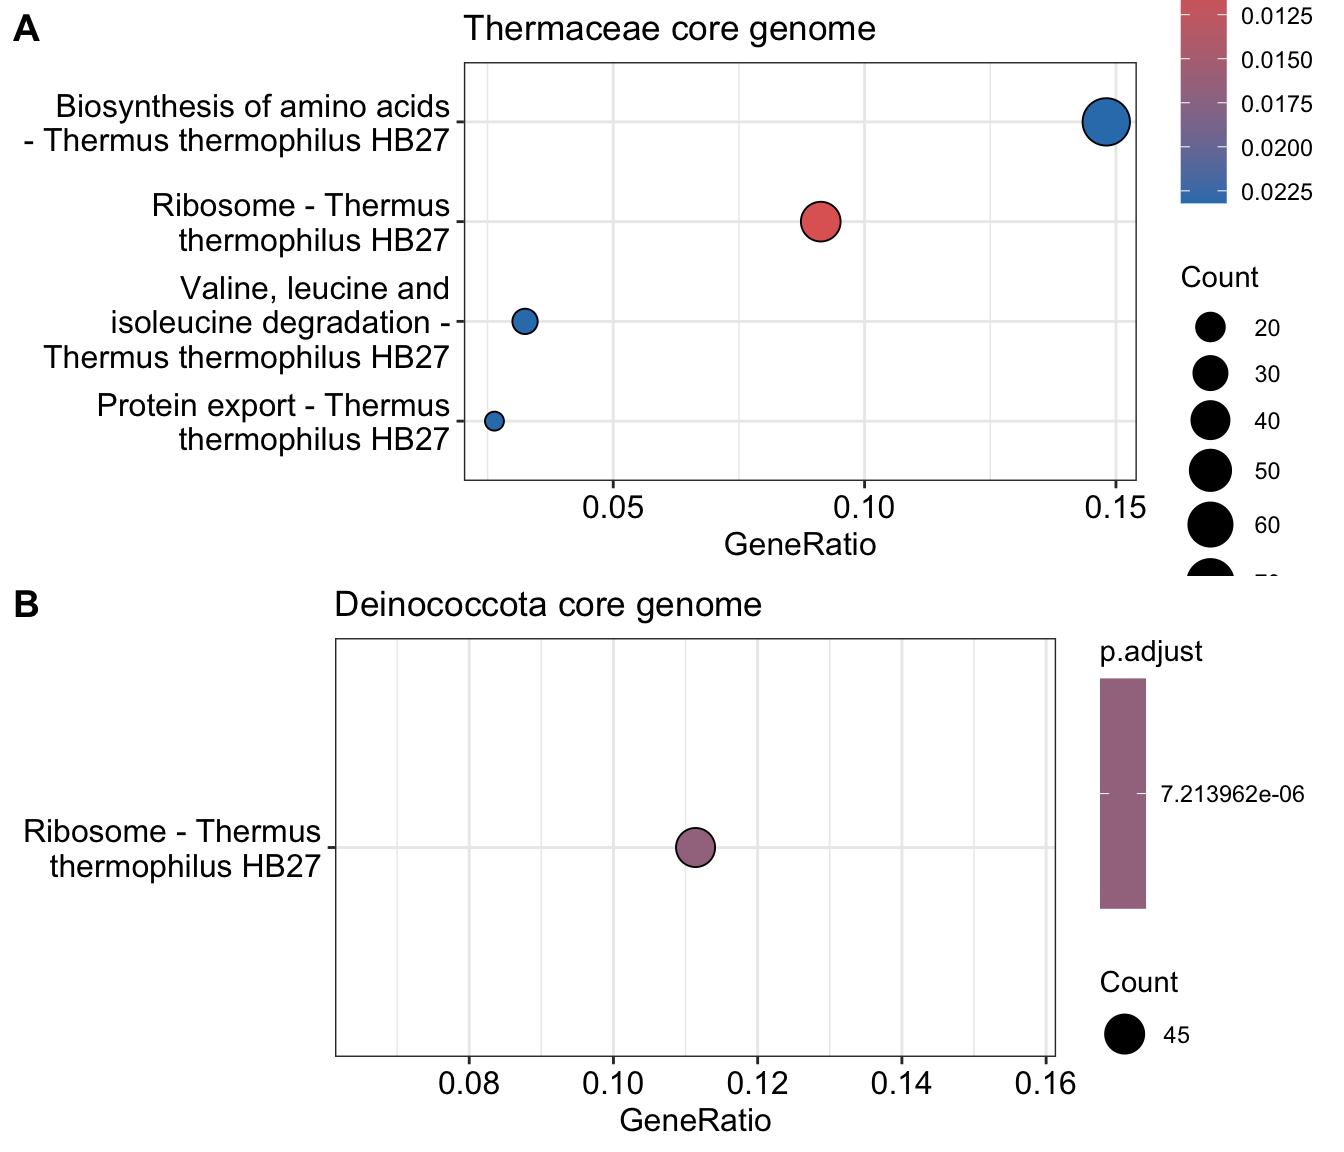 A
Thermaceae core genome
Biosynthesis of amino acids
- Thermus thermophilus HB27
Ribosome - Thermus
thermophilus HB27
Valine, leucine and
isoleucine degradation -
Thermus thermophilus HB27
Protein export - Thermus
thermophilus HB27
0.05
0.10
0.15
GeneRatio
0.0125
0.0150
0.0175
0.0200
0.0225
Count
20
30
40
50
60
B
Deinococcota core genome
Ribosome - Thermus
thermophilus HB27
0.08
0.10
0.12
0.14
0.16
GeneRatio
p.adjust
7.213962e-06
Count
45